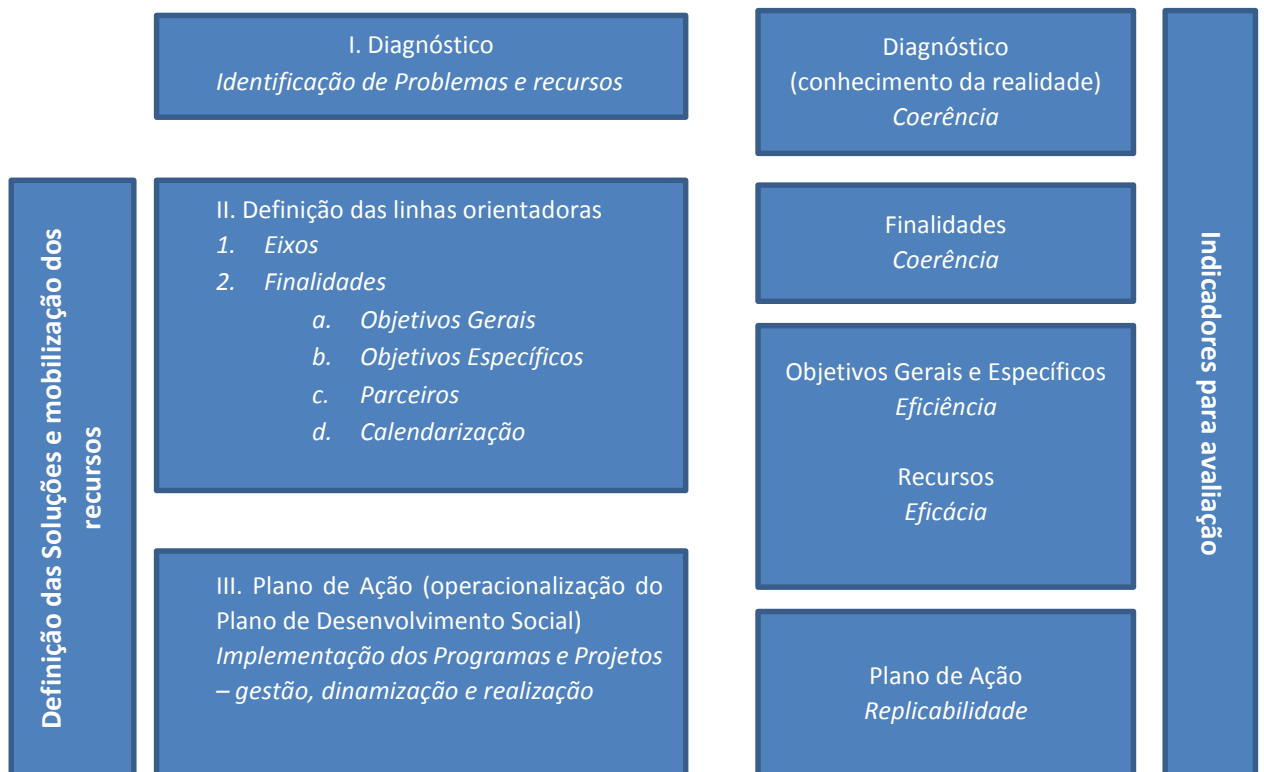 I. Diagnóstico
Identificação de Problemas e recursos
Diagnóstico
(conhecimento da realidade)
Coerência
Definição das Soluções e mobilização dos
recursos
II. Definição das linhas orientadoras
1. Eixos
2. Finalidades
a. Objetivos Gerais
b. Objetivos Específicos
c. Parceiros
d. Calendarização
III. Plano de Ação (operacionalização do
Plano de Desenvolvimento Social)
Implementação dos Programas e Projetos
– gestão, dinamização e realização
Finalidades
Coerência
Objetivos Gerais e Específicos
Eficiência
Recursos
Eficácia
Plano de Ação
Replicabilidade
Indicadores para avaliação